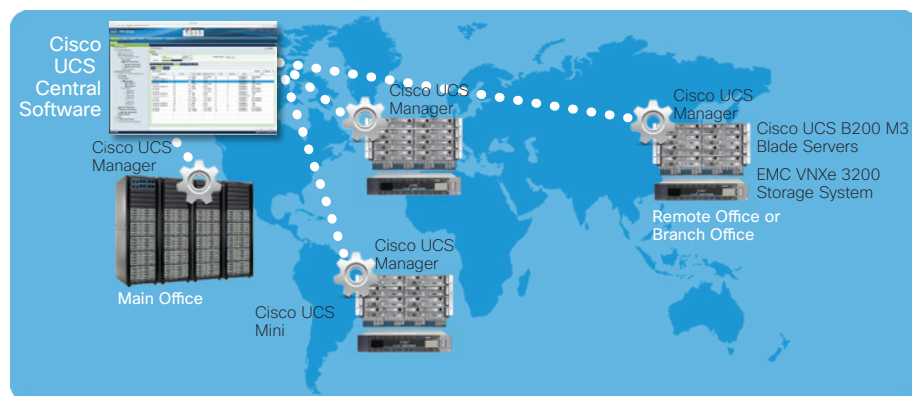 Cisco
UCS
Central
Software
Cisco UCS
Manager
Main Office
Cisco UCS
Manager
Cisco UCS
Manager
Cisco UCS
Mini
Cisco UCS
Manager
Cisco UCS B200 M3
Blade Servers
EMC VNXe 3200
Storage System
Remote Office or
Branch Office